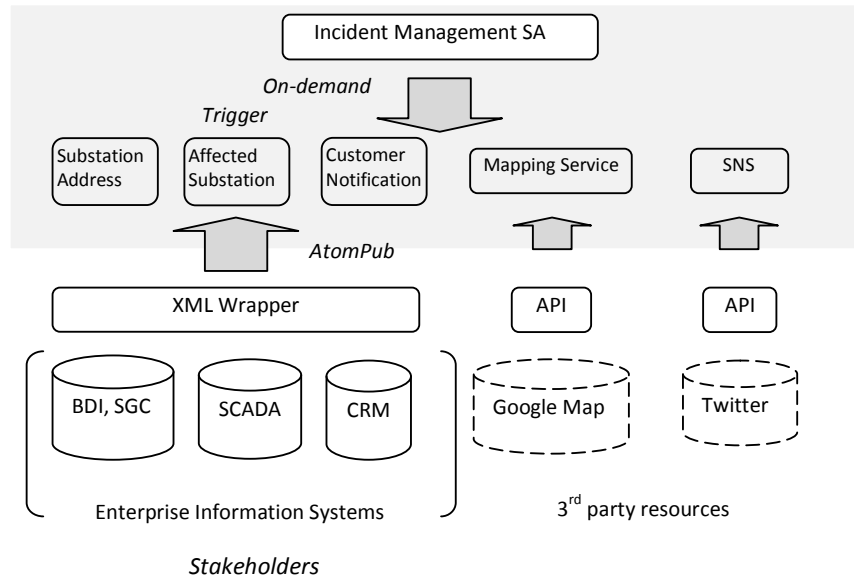 Incident Management SA
On-demand
Trigger
Substation
Address
Affected
Substation
Customer
Notification
Mapping Service
SNS
AtomPub
XML Wrapper
API
API
BDI, SGC
SCADA
CRM
Google Map
Twitter
Enterprise Information Systems
3rd party resources
Stakeholders